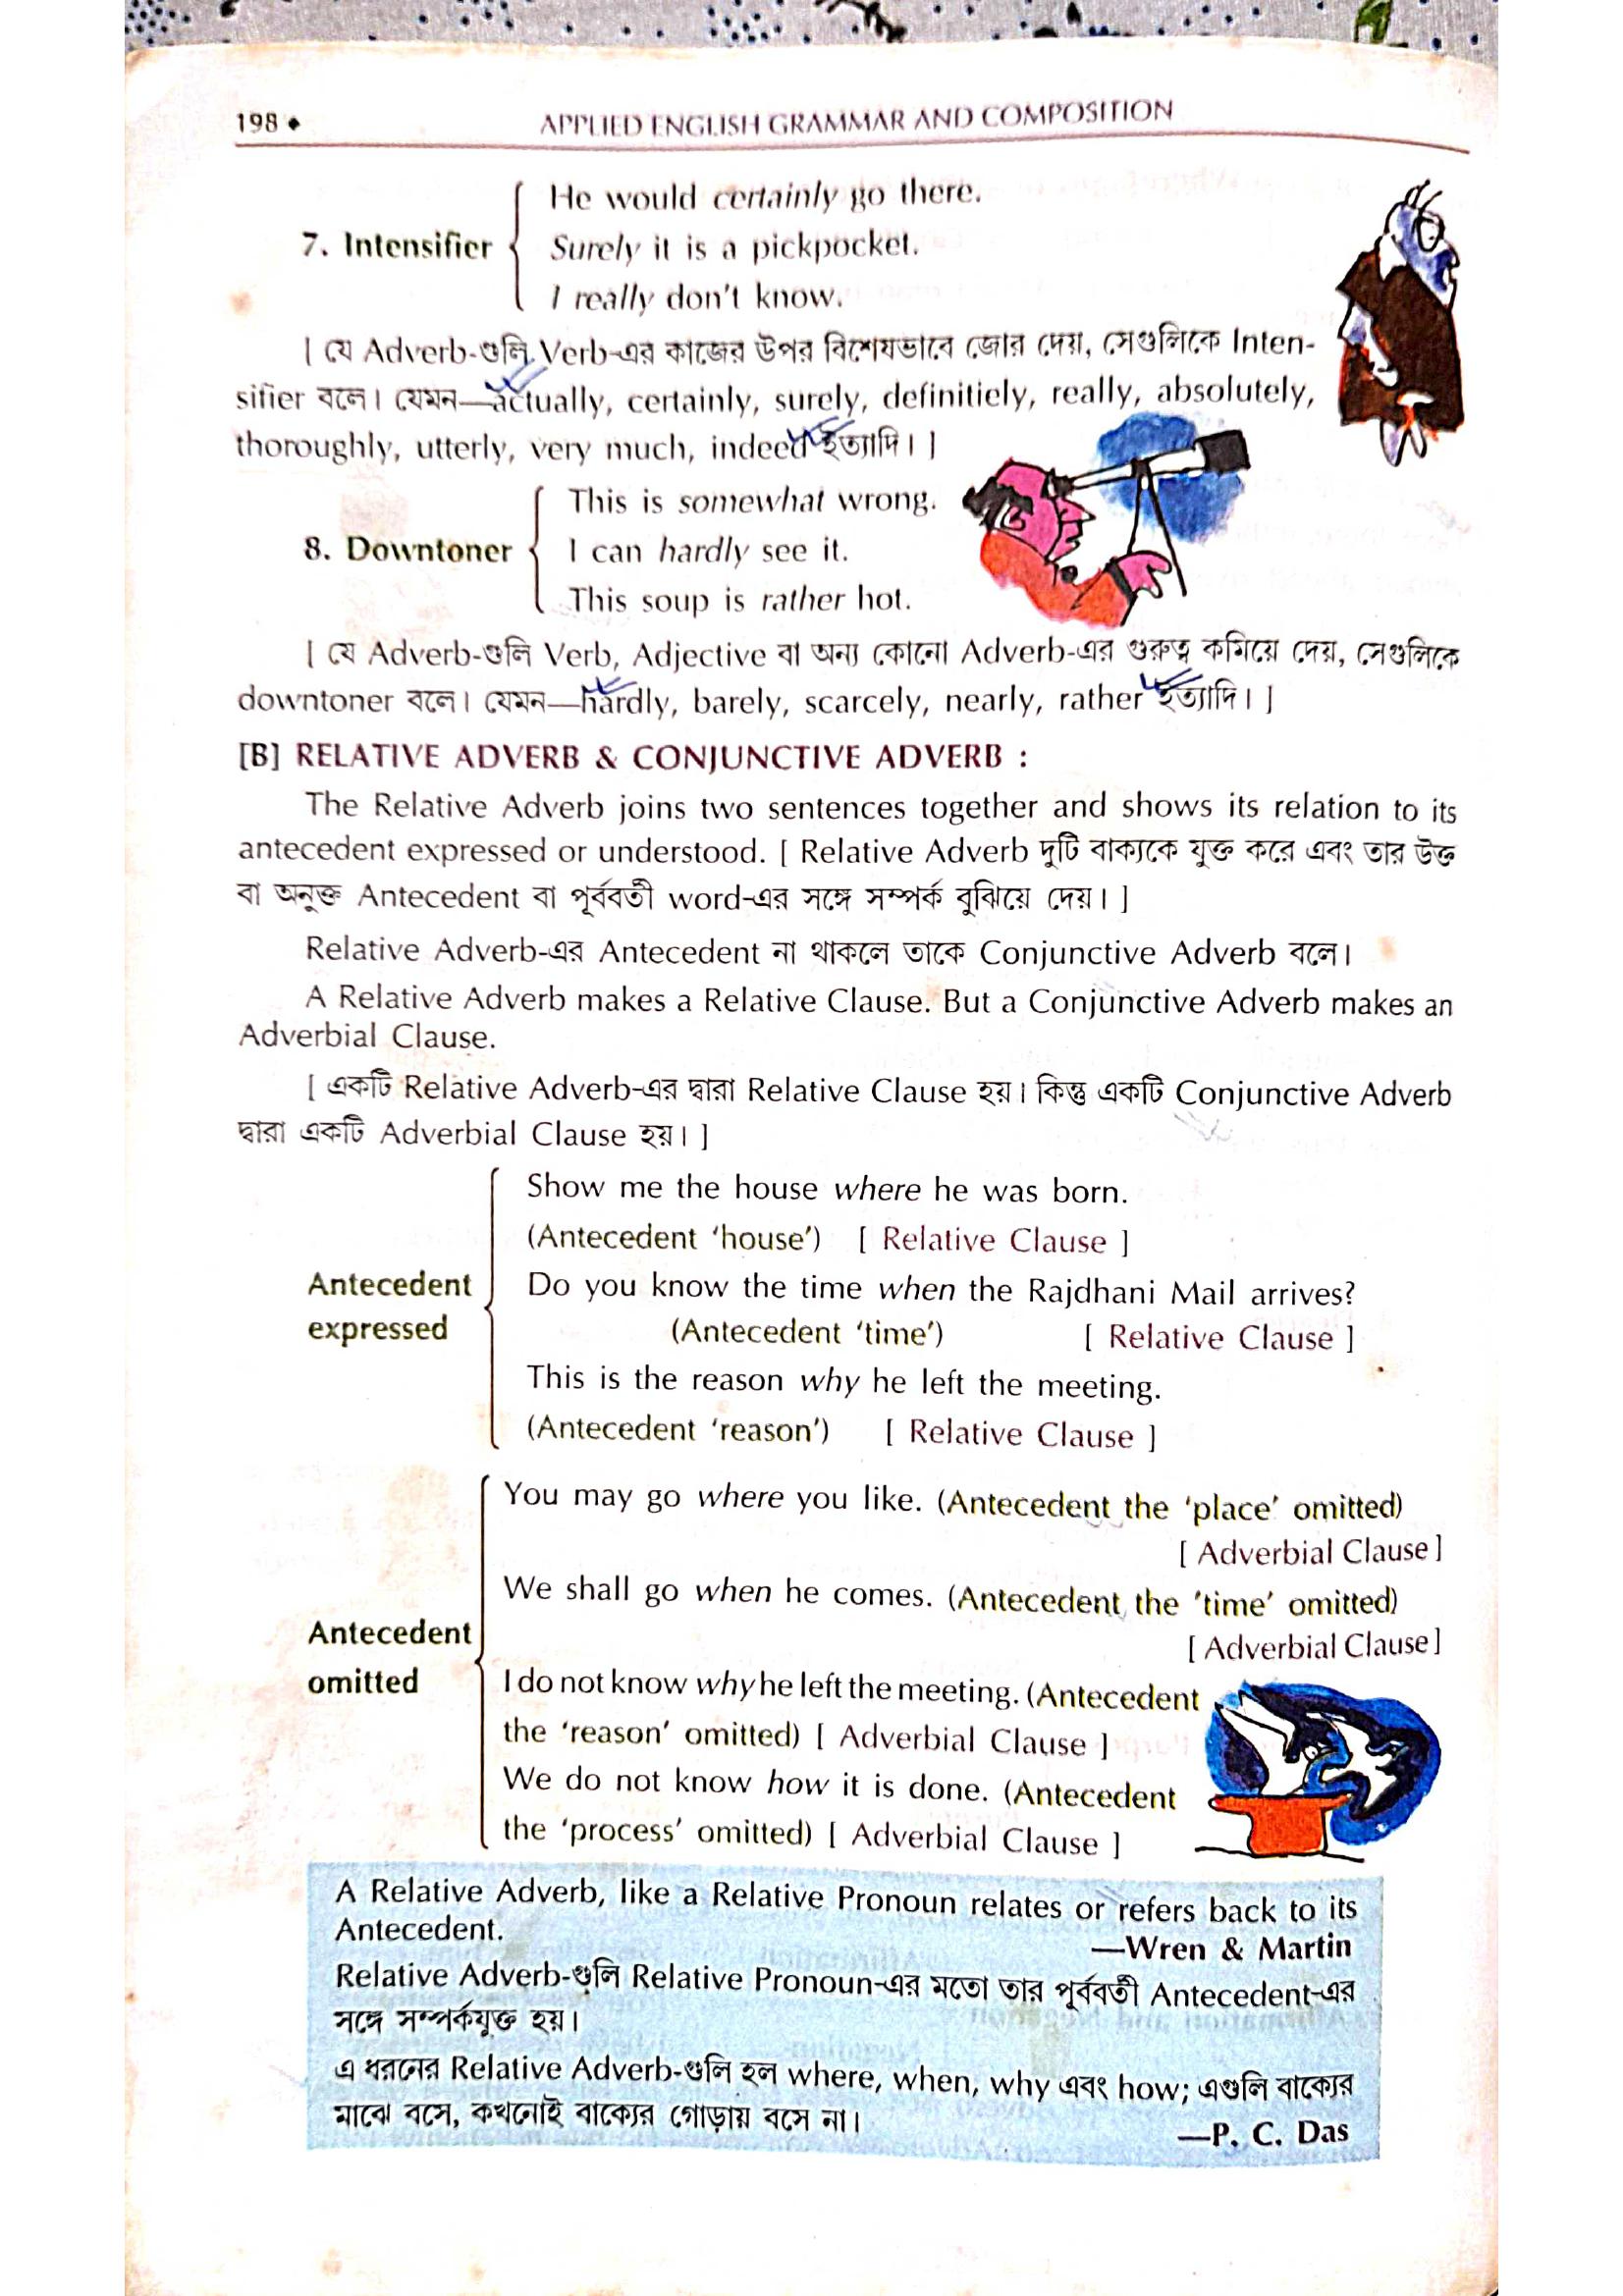 198 ◆ APPLIED ENGLISH GRAMMAR AND COMPOSITION
He would certainly go there.
7. Intensifier
Surely it is a pickpocket.
I really don't know.
[ যে Adverb-গুলি Verb-এর কাজের উপর বিশেষভাবে জোর দেয়, সেগুলিকে Inten-
sifier বলে। যেমন—actually, certainly, surely, definitiely, really, absolutely,
thoroughly, utterly, very much, indeed ইত্যাদি। ]
This is somewhat wrong.
8. Downtoner
I can hardly see it.
This soup is rather hot.
[ যে Adverb-গুলি Verb, Adjective বা অন্য কোনো Adverb-এর গুরুত্ব কমিয়ে দেয়, সেগুলিকে
downtoner বলে। যেমন—hardly, barely, scarcely, nearly, rather ইত্যাদি। ]
[B] RELATIVE ADVERB & CONJUNCTIVE ADVERB :
The Relative Adverb joins two sentences together and shows its relation to its
antecedent expressed or understood. [ Relative Adverb দুটি বাক্যকে যুক্ত করে এবং তার উক্ত
বা অনুক্ত Antecedent বা পূর্ববর্তী word-এর সঙ্গে সম্পর্ক বুঝিয়ে দেয়। ]
Relative Adverb-এর Antecedent না থাকলে তাকে Conjunctive Adverb বলে।
A Relative Adverb makes a Relative Clause. But a Conjunctive Adverb makes an
Adverbial Clause.
[ একটি Relative Adverb-এর দ্বারা Relative Clause হয়। কিন্তু একটি Conjunctive Adverb
দ্বারা একটি Adverbial Clause হয়। ]
Show me the house where he was born.
(Antecedent ‘house’) [ Relative Clause ]
Antecedent
expressed
Do you know the time when the Rajdhani Mail arrives?
(Antecedent ‘time’) [ Relative Clause ]
This is the reason why he left the meeting.
(Antecedent ‘reason’) [ Relative Clause ]
You may go where you like. (Antecedent the ‘place’ omitted)
[ Adverbial Clause ]
We shall go when he comes. (Antecedent the ‘time’ omitted)
[ Adverbial Clause ]
Antecedent
omitted
I do not know why he left the meeting. (Antecedent
the ‘reason’ omitted) [ Adverbial Clause ]
We do not know how it is done. (Antecedent
the ‘process’ omitted) [ Adverbial Clause ]
A Relative Adverb, like a Relative Pronoun relates or refers back to its
Antecedent.
—Wren & Martin
Relative Adverb-গুলি Relative Pronoun-এর মতো তার পূর্ববর্তী Antecedent-এর
সঙ্গে সম্পর্কযুক্ত হয়।
এ ধরনের Relative Adverb-গুলি হল where, when, why এবং how; এগুলি বাক্যের
মাঝে বসে, কখনোই বাক্যের গোড়ায় বসে না।
—P. C. Das